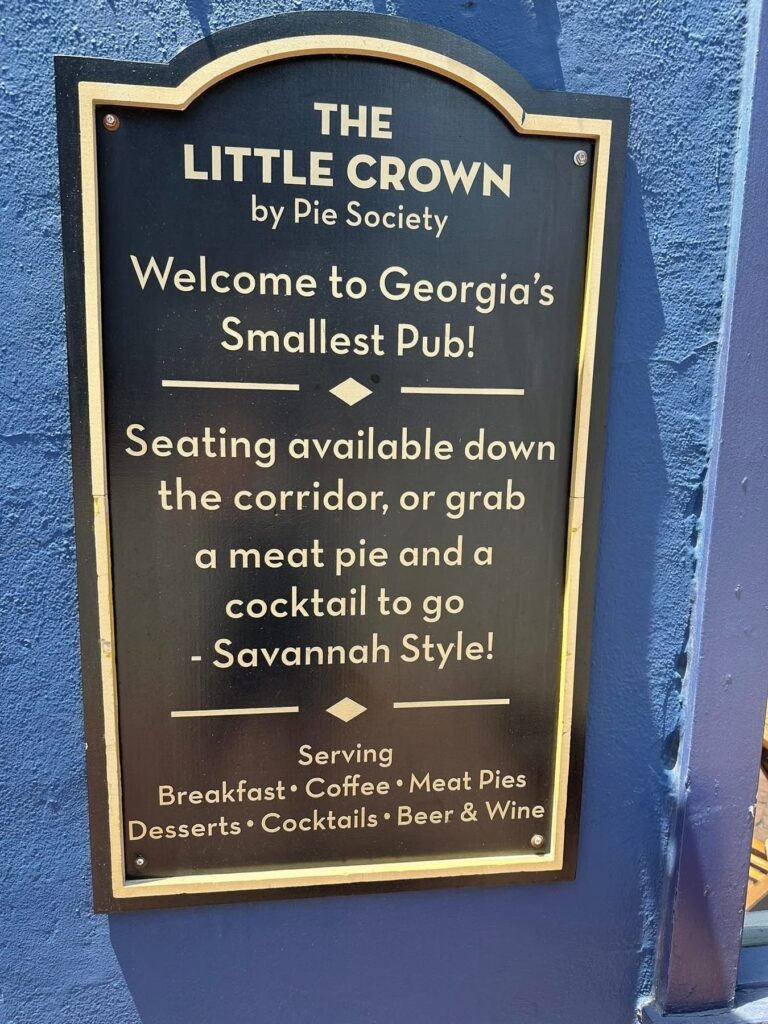 THE
LITTLE CROWN
by Pie Society
Welcome to Georgia's
Smallest Pub!
Seating available down
the corridor, or grab
a meat pie and a
cocktail to go
- Savannah Style!
Serving
Breakfast • Coffee • Meat Pies
Desserts • Cocktails • Beer & Wine